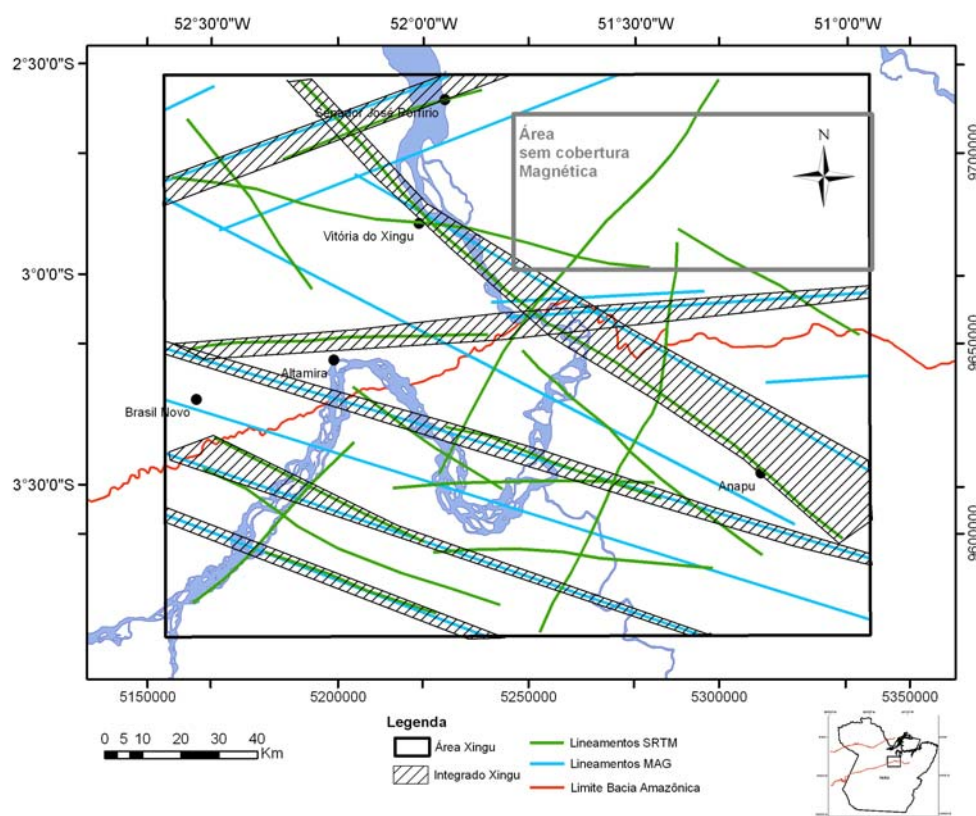 52°30'0"W 52°0'0"W 51°30'0"W 51°0'0"W
2°30'0"S
3°0'0"S
3°30'0"S
9700000
9650000
9600000
Senador José Porfírio
Área
sem cobertura
Magnética
N
Vitória do Xingu
Altamira
Brasil Novo
Anapu
5150000 5200000 5250000 5300000 5350000
0 5 10 20 30 40
Km
Legenda
Área Xingu
Integrado Xingu
Lineamentos SRTM
Lineamentos MAG
Limite Bacia Amazônica